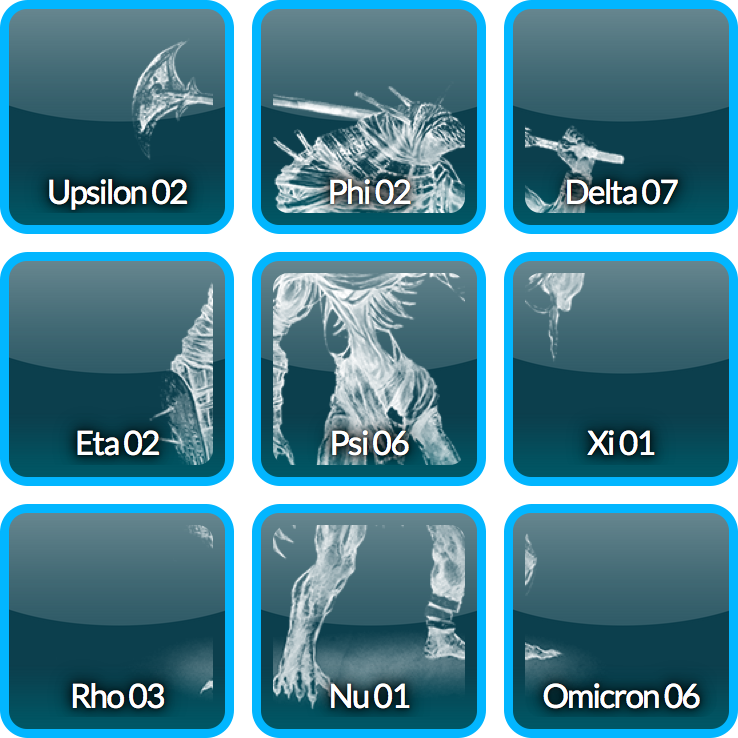 Upsilon 02
Phi 02
Delta 07
Eta 02
Psi 06
Xi 01
Rho 03
Nu 01
Omicron 06